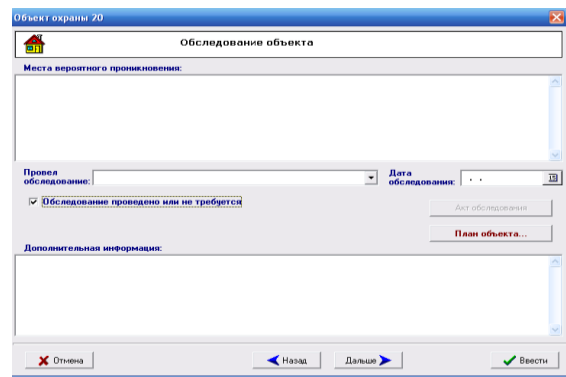 Объект охраны 20
Обследование объекта
Места вероятного проникновения:
Провел
обследование:
Дата
обследования:
. .
15
Обследование проведено или не требуется
Акт обследования
План объекта...
Дополнительная информация:
Отмена
Назад
Дальше
Ввести